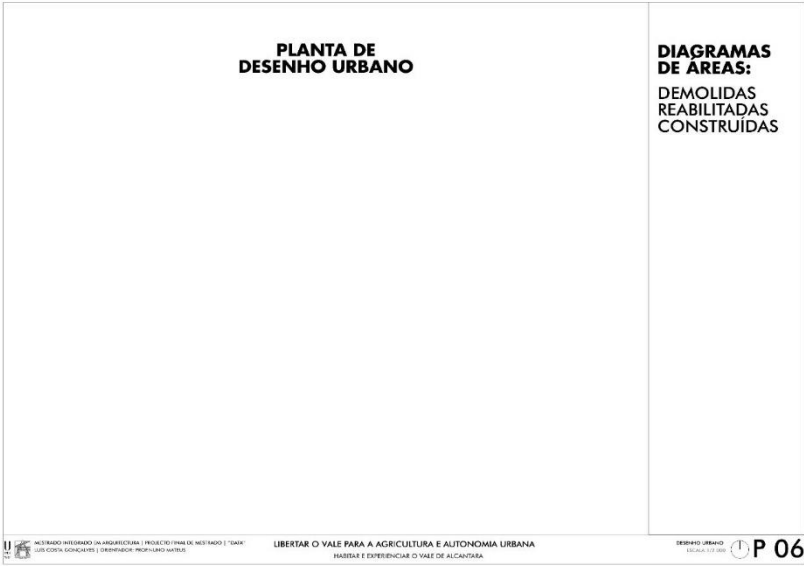 PLANTA DE
DESENHO URBANO
DIAGRAMAS
DE ÁREAS:
DEMOLIDAS
REABILITADAS
CONSTRUÍDAS
MESTRADO INTEGRADO EM ARQUITECTURA | PROJECTO FINAL DE MESTRADO | "DATA"
LUIS COSTA GONÇALVES | ORIENTADOR: PROF NUNO MATEUS
LIBERTAR O VALE PARA A AGRICULTURA E AUTONOMIA URBANA
HABITAR E EXPERIENCIAR O VALE DE ALCANTARA
DESENHO URBANO
ESCALA
P 06